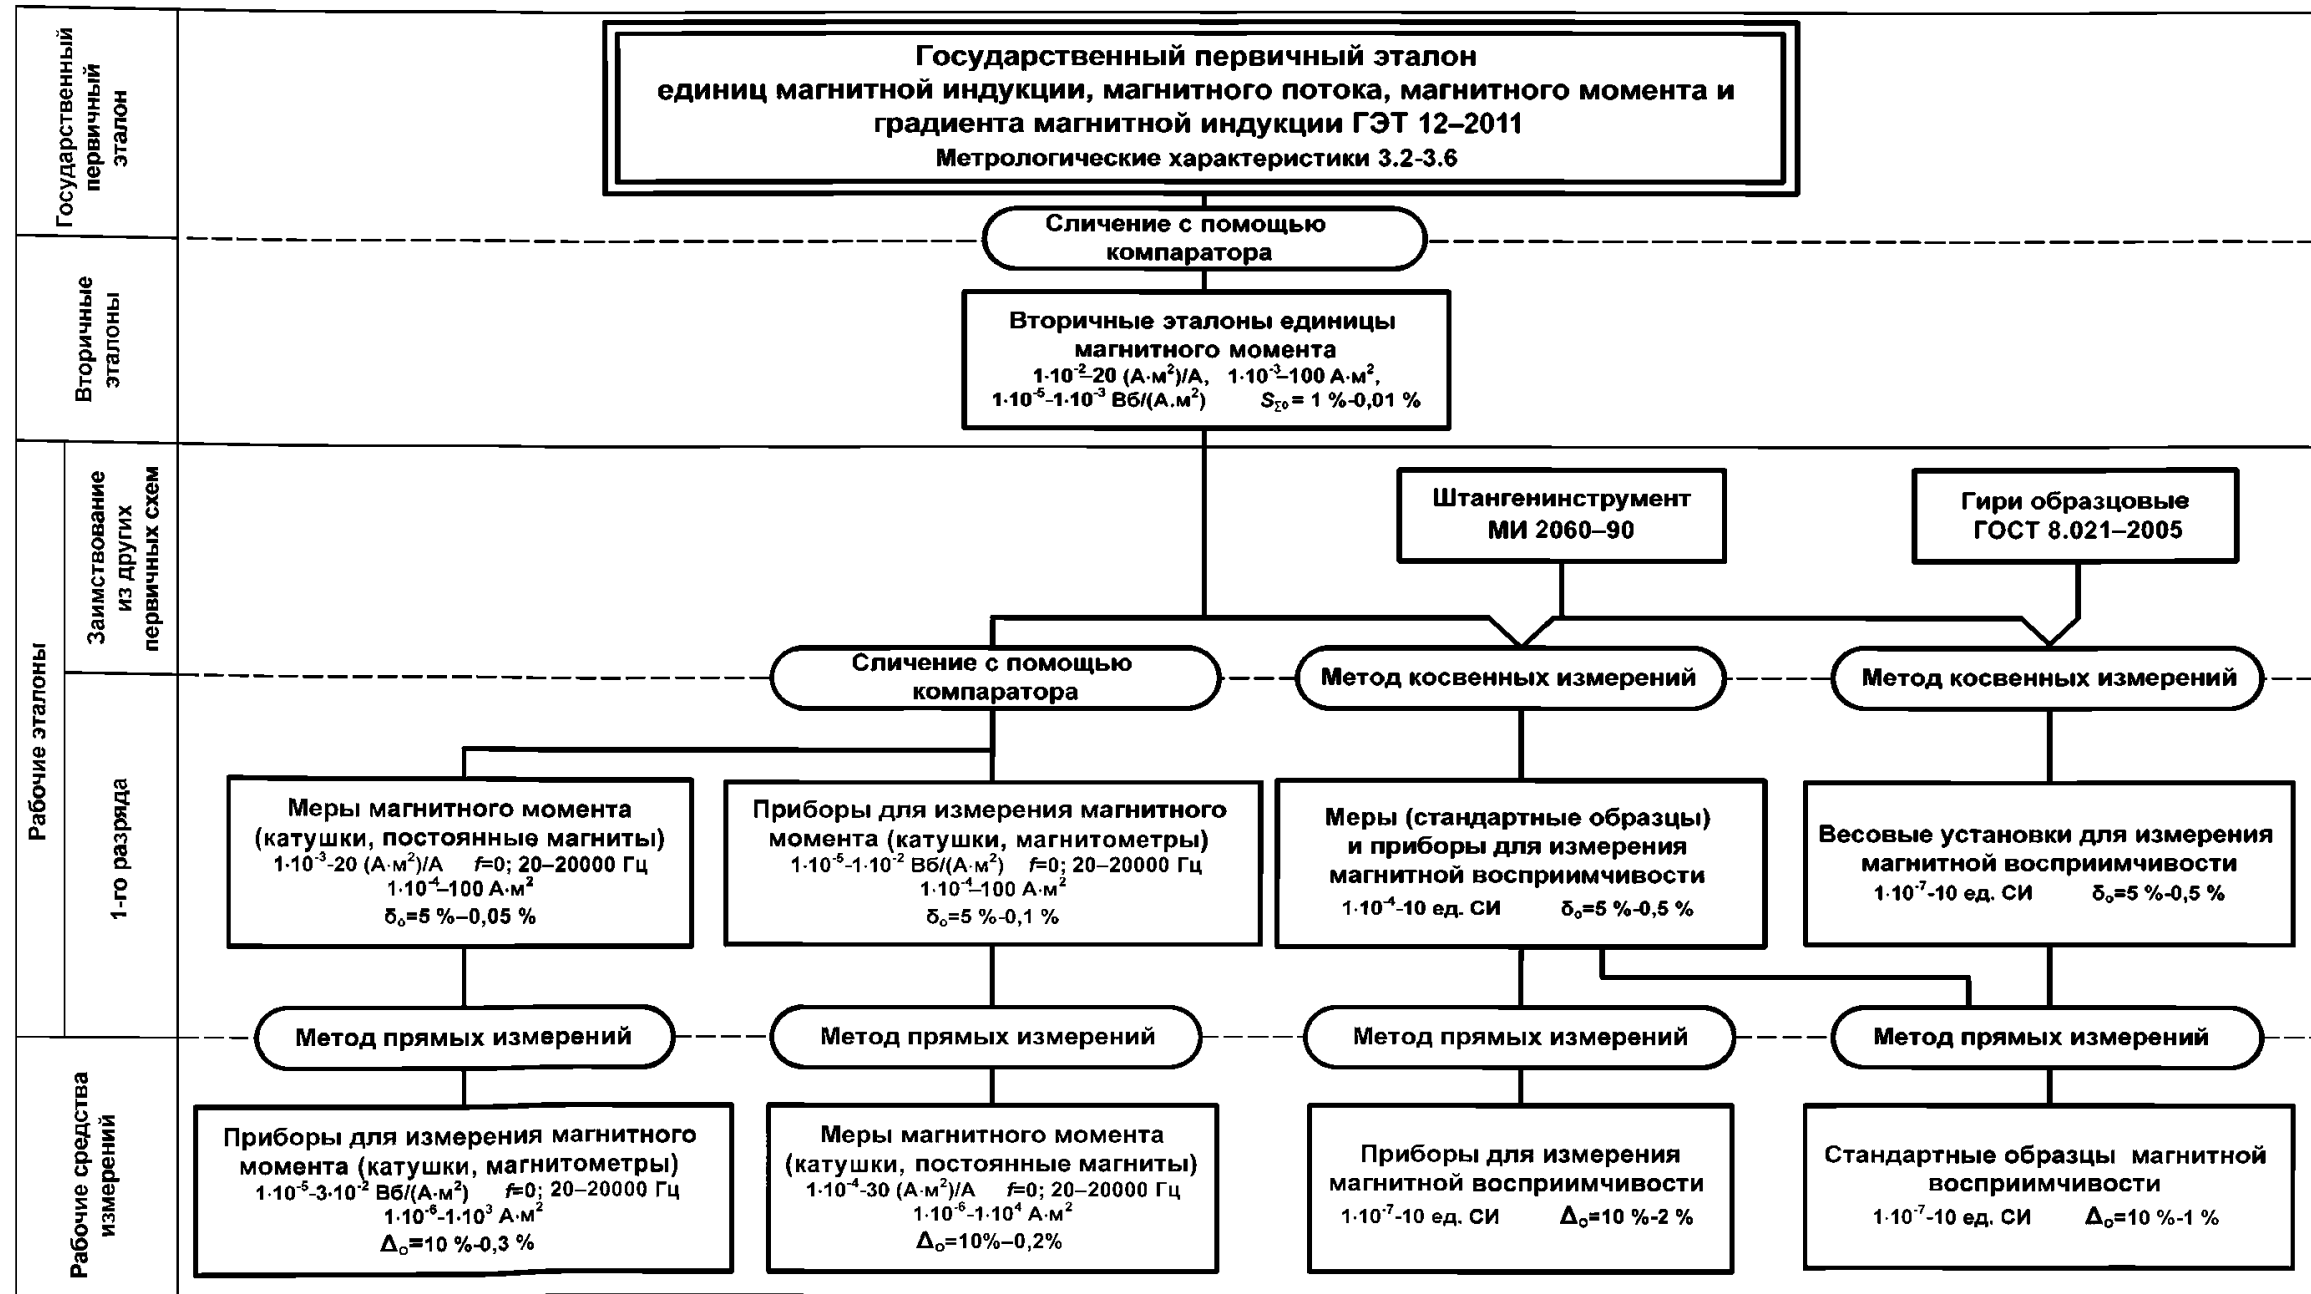 Государственный
первичный
эталон
Государственный первичный эталон
единиц магнитной индукции, магнитного потока, магнитного момента и
градиента магнитной индукции ГЭТ 12–2011
Метрологические характеристики 3.2-3.6
Сличение с помощью
компаратора
Вторичные
эталоны
Вторичные эталоны единицы
магнитного момента
1·10⁻²–20 (А·м²)/А, 1·10⁻³–100 А·м²,
1·10⁻⁵-1·10⁻³ Вб/(А.м²) S_Σ0 = 1 %-0,01 %
Рабочие эталоны
Заимствование
из других
первичных схем
Штангенинструмент
МИ 2060–90
Гири образцовые
ГОСТ 8.021–2005
Сличение с помощью
компаратора
Метод косвенных измерений
Метод косвенных измерений
1-го разряда
Меры магнитного момента
(катушки, постоянные магниты)
1·10⁻³-20 (А·м²)/А f=0; 20–20000 Гц
1·10⁻⁴–100 А·м²
δ₀=5 %–0,05 %
Приборы для измерения магнитного
момента (катушки, магнитометры)
1·10⁻⁵-1·10⁻² Вб/(А·м²) f=0; 20–20000 Гц
1·10⁻⁴–100 А·м²
δ₀=5 %-0,1 %
Меры (стандартные образцы)
и приборы для измерения
магнитной восприимчивости
1·10⁻⁴-10 ед. СИ δ₀=5 %-0,5 %
Весовые установки для измерения
магнитной восприимчивости
1·10⁻⁷-10 ед. СИ δ₀=5 %-0,5 %
Метод прямых измерений
Метод прямых измерений
Метод прямых измерений
Метод прямых измерений
Рабочие средства
измерений
Приборы для измерения магнитного
момента (катушки, магнитометры)
1·10⁻⁵-3·10⁻² Вб/(А·м²) f=0; 20–20000 Гц
1·10⁻⁶-1·10³ А·м²
Δ₀=10 %-0,3 %
Меры магнитного момента
(катушки, постоянные магниты)
1·10⁻⁴-30 (А·м²)/А f=0; 20–20000 Гц
1·10⁻⁶-1·10⁴ А·м²
Δ₀=10%–0,2%
Приборы для измерения
магнитной восприимчивости
1·10⁻⁷-10 ед. СИ Δ₀=10 %-2 %
Стандартные образцы магнитной
восприимчивости
1·10⁻⁷-10 ед. СИ Δ₀=10 %-1 %